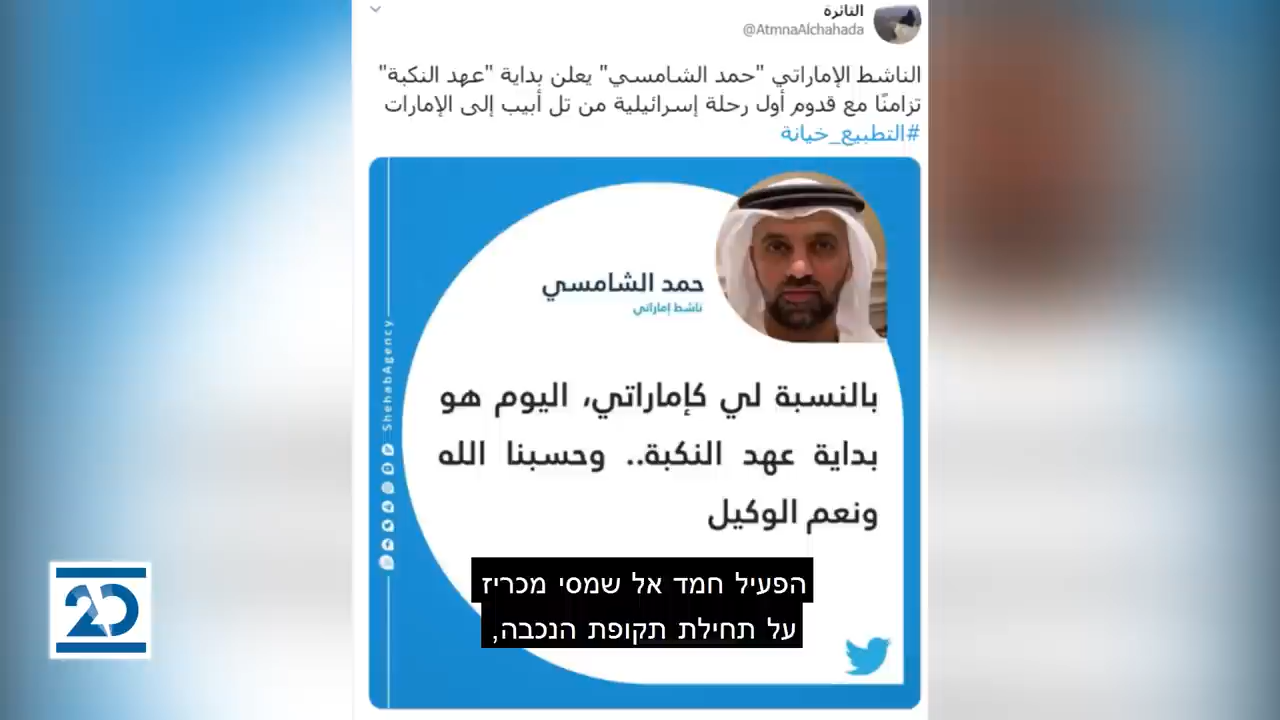 الثائرة
@AtmnaAlchahada
الناشط الإماراتي "حمد الشامسي" يعلن بداية "عهد النكبة"
تزامنًا مع قدوم أول رحلة إسرائيلية من تل أبيب إلى الإمارات
#التطبيع_خيانة
حمد الشامسي
ناشط إماراتي
بالنسبة لي كإماراتي، اليوم هو
بداية عهد النكبة.. وحسبنا الله
ونعم الوكيل
ShehabAgency
הפעיל חמד אל שמסי מכריז
על תחילת תקופת הנכבה,
20